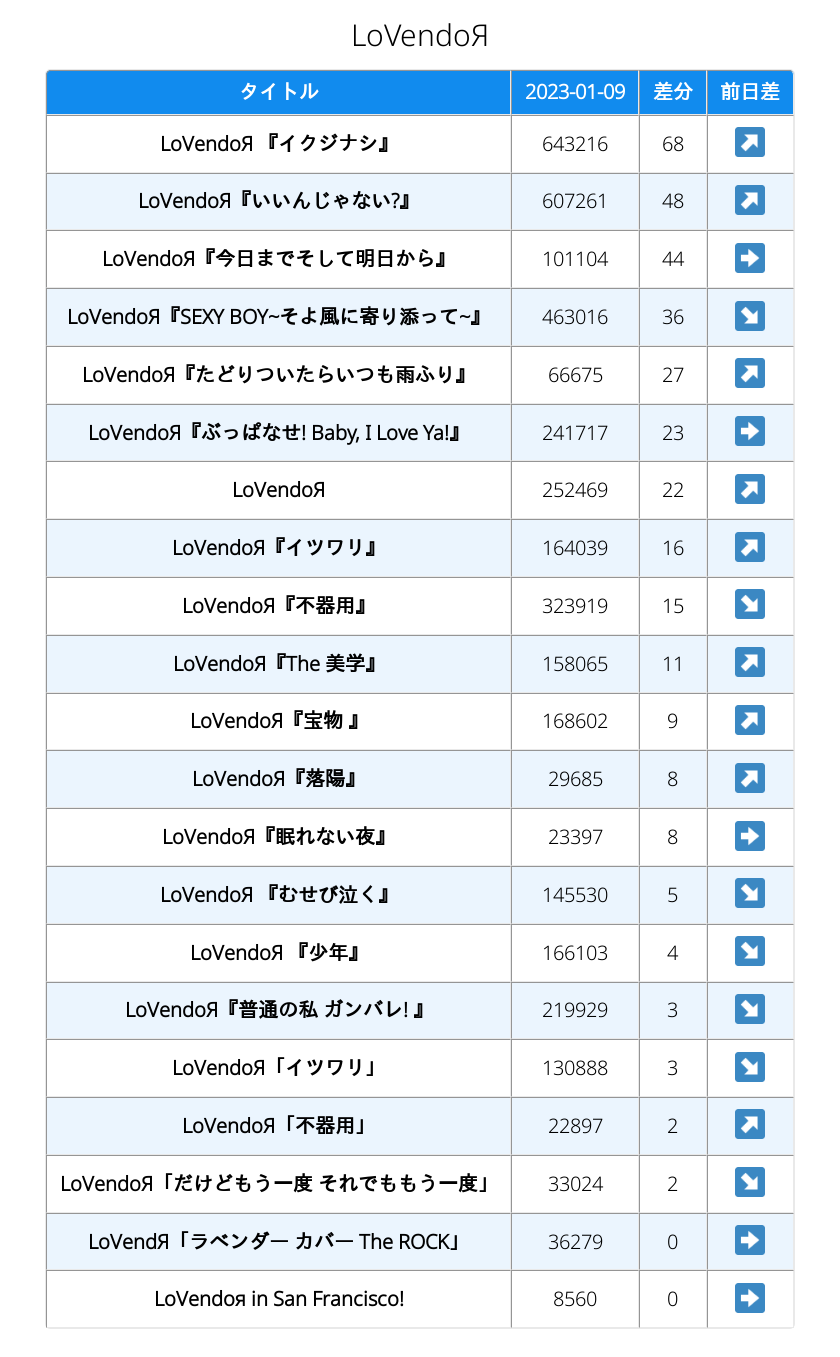 LoVendoЯ
タイトル 2023-01-09 差分 前日差
LoVendoЯ 『イクジナシ』 643216 68 ↗
LoVendoЯ『いいんじゃない?』 607261 48 ↗
LoVendoЯ『今日までそして明日から』 101104 44 ➡
LoVendoЯ『SEXY BOY~そよ風に寄り添って~』 463016 36 ↘
LoVendoЯ『たどりついたらいつも雨ふり』 66675 27 ↗
LoVendoЯ『ぶっぱなせ! Baby, I Love Ya!』 241717 23 ➡
LoVendoЯ 252469 22 ↗
LoVendoЯ『イツワリ』 164039 16 ↗
LoVendoЯ『不器用』 323919 15 ↘
LoVendoЯ『The 美学』 158065 11 ↗
LoVendoЯ『宝物 』 168602 9 ↗
LoVendoЯ『落陽』 29685 8 ↗
LoVendoЯ『眠れない夜』 23397 8 ➡
LoVendoЯ 『むせび泣く』 145530 5 ↘
LoVendoЯ 『少年』 166103 4 ↘
LoVendoЯ『普通の私 ガンバレ! 』 219929 3 ↘
LoVendoЯ「イツワリ」 130888 3 ↘
LoVendoЯ「不器用」 22897 2 ↗
LoVendoЯ「だけどもう一度 それでももう一度」 33024 2 ↘
LoVendЯ「ラベンダー カバー The ROCK」 36279 0 ➡
LoVendoя in San Francisco! 8560 0 ➡